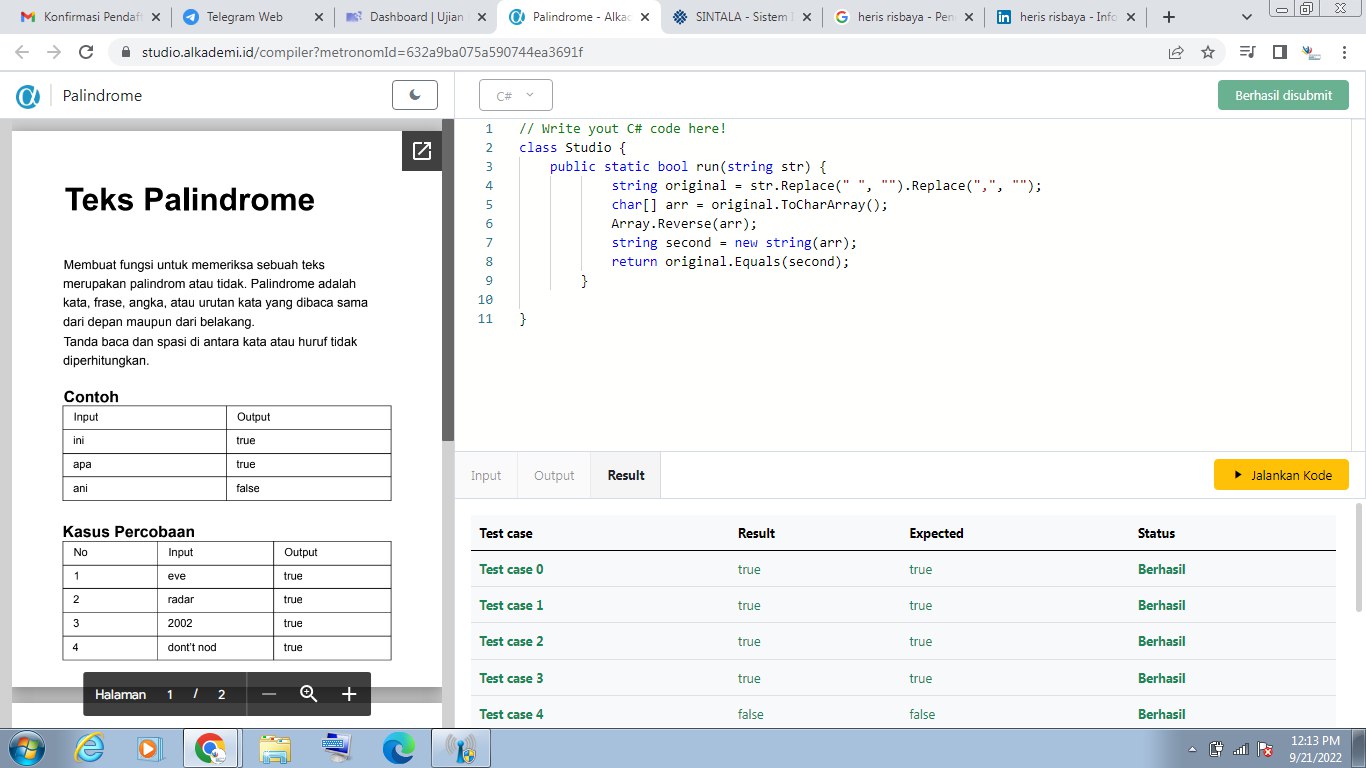 Konfirmasi Pendaf
Telegram Web
Dashboard | Ujian
Palindrome - Alka
SINTALA - Sistem
heris risbaya - Pen
heris risbaya - Info
studio.alkademi.id/compiler?metronomId=632a9ba075a590744ea3691f
Palindrome
C#
Berhasil disubmit
Teks Palindrome
Membuat fungsi untuk memeriksa sebuah teks
merupakan palindrom atau tidak. Palindrome adalah
kata, frase, angka, atau urutan kata yang dibaca sama
dari depan maupun dari belakang.
Tanda baca dan spasi di antara kata atau huruf tidak
diperhitungkan.
Contoh
Input Output
ini true
apa true
ani false
Kasus Percobaan
No Input Output
1 eve true
2 radar true
3 2002 true
4 dont't nod true
Halaman 1 / 2
1 // Write yout C# code here!
2 class Studio {
3 public static bool run(string str) {
4 string original = str.Replace(" ", "").Replace(",", "");
5 char[] arr = original.ToCharArray();
6 Array.Reverse(arr);
7 string second = new string(arr);
8 return original.Equals(second);
9 }
10
11 }
Input Output Result
Jalankan Kode
Test case Result Expected Status
Test case 0 true true Berhasil
Test case 1 true true Berhasil
Test case 2 true true Berhasil
Test case 3 true true Berhasil
Test case 4 false false Berhasil
12:13 PM
9/21/2022